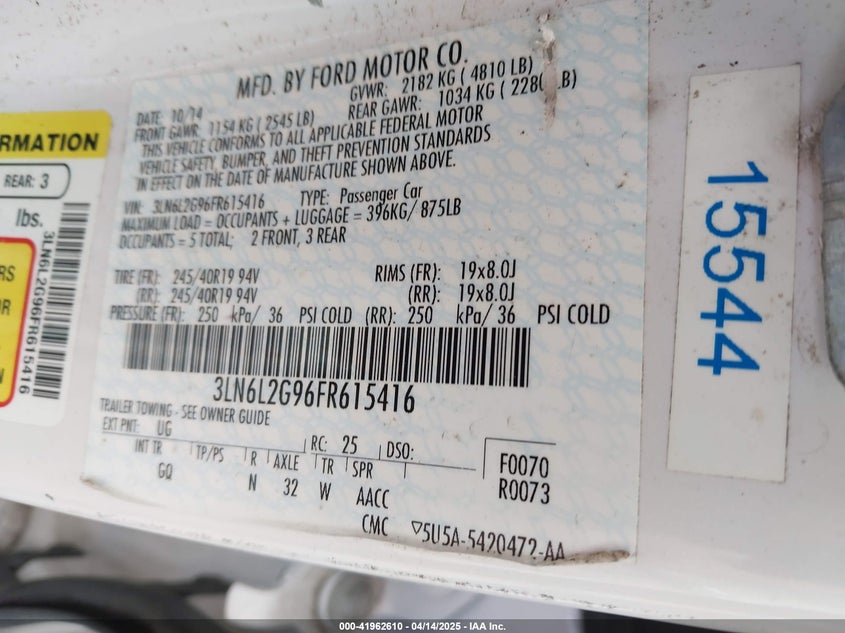 MFD. BY FORD MOTOR CO.
DATE: 10/14 GVWR: 2182 KG ( 4810 LB)
FRONT GAWR: 1154 KG ( 2545 LB) REAR GAWR: 1034 KG ( LB)
THIS VEHICLE CONFORMS TO ALL APPLICABLE FEDERAL MOTOR
VEHICLE SAFETY, BUMPER, AND THEFT PREVENTION STANDARDS
IN EFFECT ON THE DATE OF MANUFACTURE SHOWN ABOVE.
VIN: 3LN6L2G96FR615416 TYPE: Passenger Car
MAXIMUM LOAD = OCCUPANTS + LUGGAGE = 396KG/ 875LB
OCCUPANTS = 5 TOTAL; 2 FRONT, 3 REAR
TIRE (FR): 245/40R19 94V RIMS (FR): 19x8.0J
(RR): 245/40R19 94V (RR): 19x8.0J
PRESSURE (FR): 250 kPa/ 36 PSI COLD (RR): 250 kPa/ 36 PSI COLD
3LN6L2G96FR615416
TRAILER TOWING - SEE OWNER GUIDE
EXT PNT: UG RC: 25 DSO:
INT TR TP/PS R AXLE TR SPR
GQ N 32 W AACC
F0070
R0073
CMC ▽5U5A-5420472-AA
RMATION
REAR: 3
lbs.
RS
OR
N
3LN6L2G96FR615416
15544
000-41962610 - 04/14/2025 - IAA Inc.